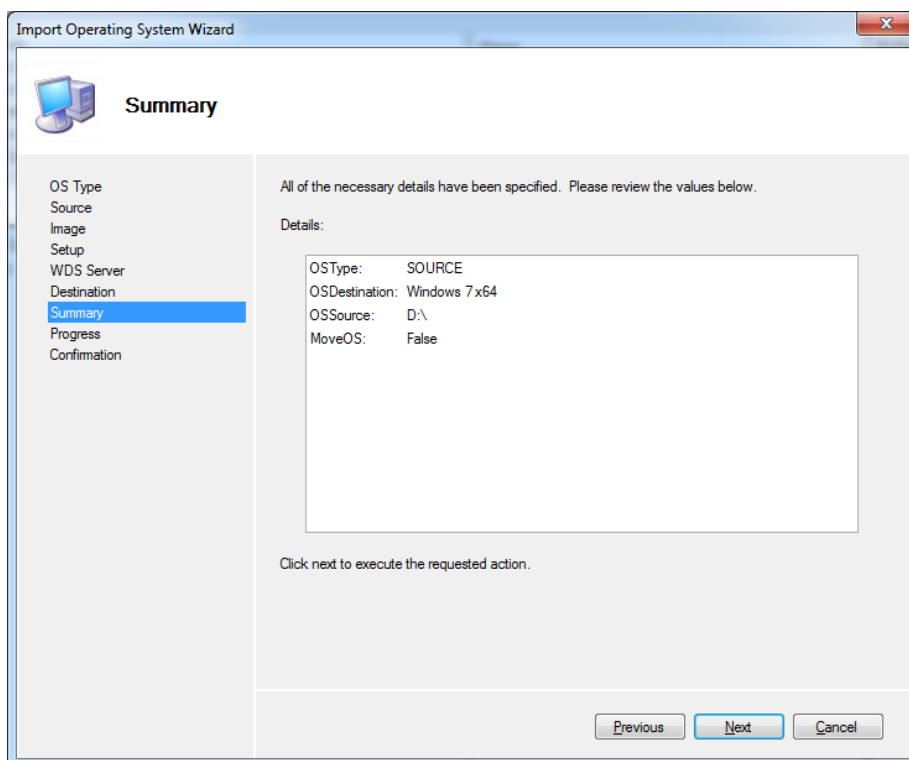 Import Operating System Wizard
Summary
OS Type
Source
Image
Setup
WDS Server
Destination
Summary
Progress
Confirmation
All of the necessary details have been specified.  Please review the values below.
Details:
OSType: SOURCE
OSDestination: Windows 7 x64
OSSource: D:\
MoveOS: False
Click next to execute the requested action.
Previous Next Cancel